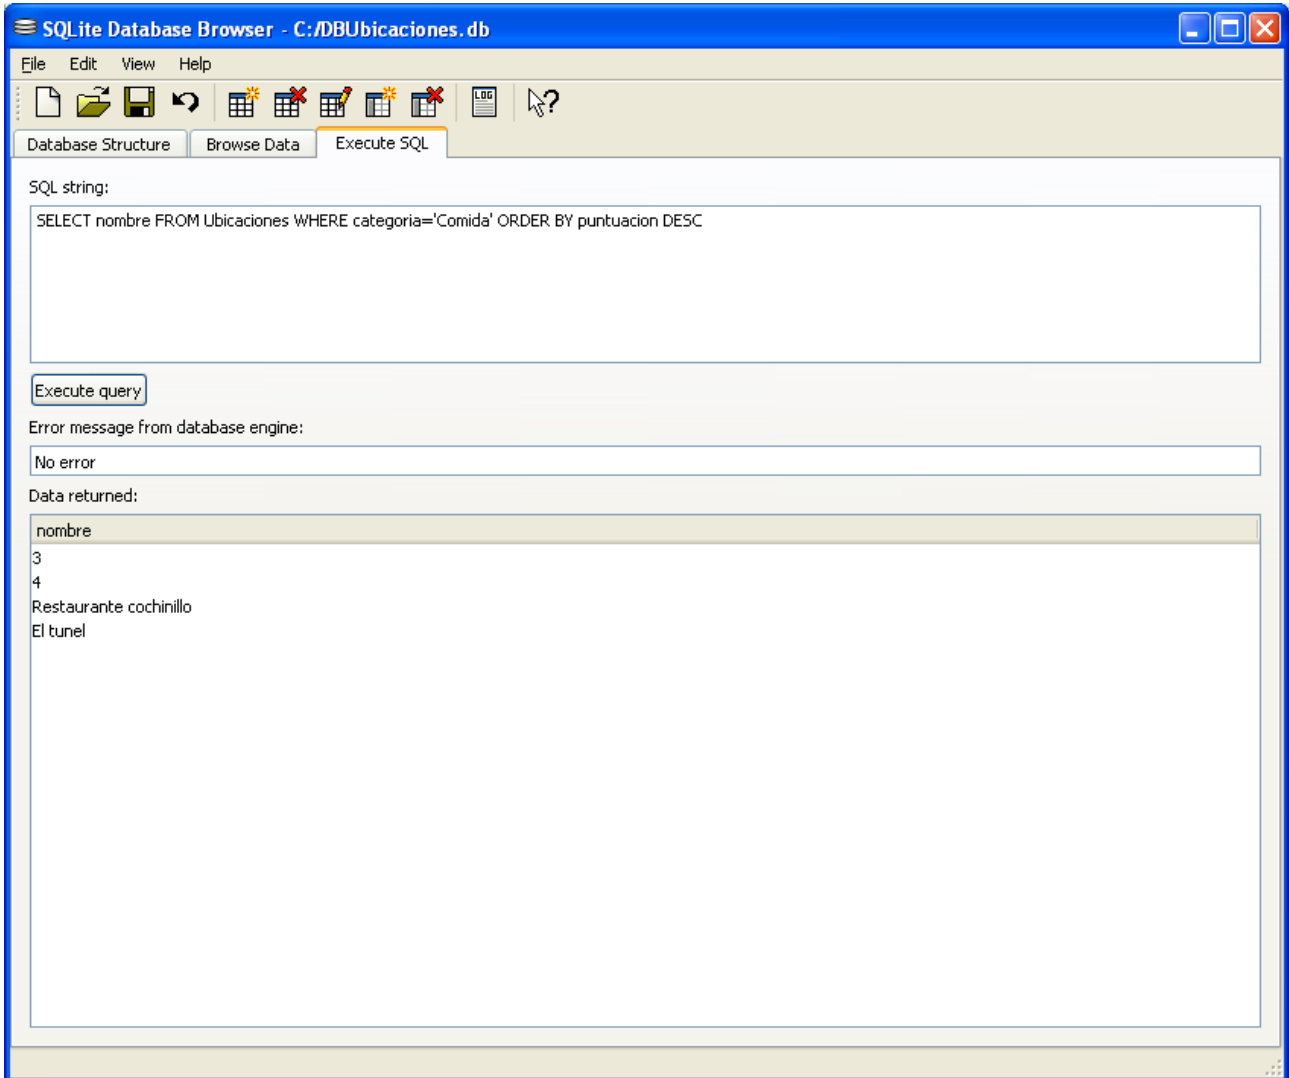 SQLite Database Browser - C:/DBUbicaciones.db
File Edit View Help
LOG
Database Structure Browse Data Execute SQL
SQL string:
SELECT nombre FROM Ubicaciones WHERE categoria='Comida' ORDER BY puntuacion DESC
Execute query
Error message from database engine:
No error
Data returned:
nombre
3
4
Restaurante cochinillo
El tunel